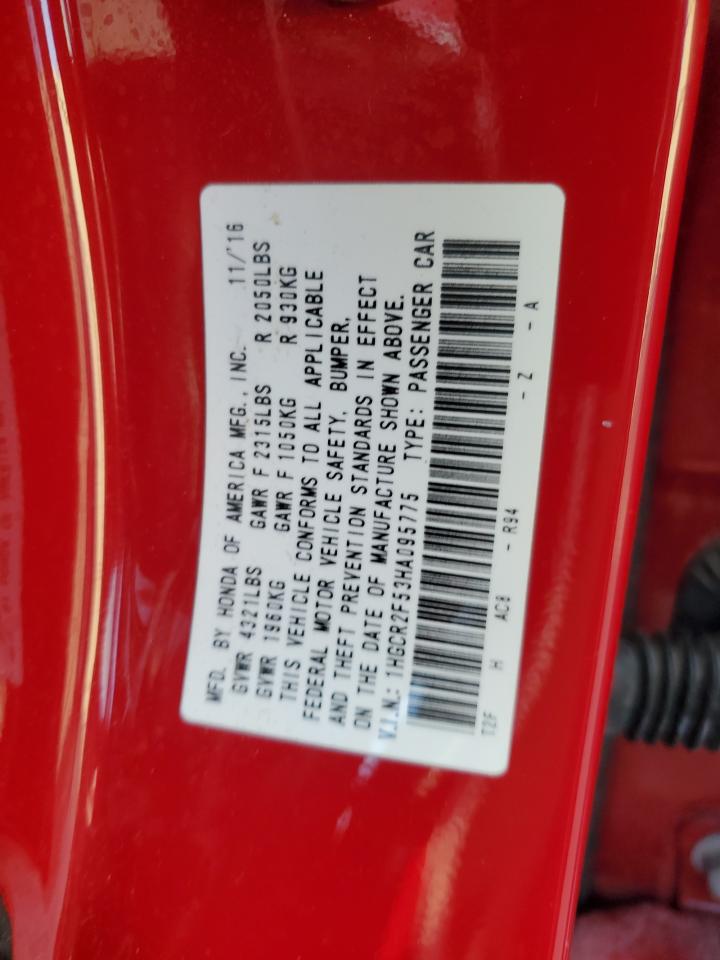 MFD. BY HONDA OF AMERICA MFG., INC. 11/'16
GVWR 4321LBS GAWR F 2315LBS R 2050LBS
GVWR 1960KG GAWR F 1050KG R 930KG
THIS VEHICLE CONFORMS TO ALL APPLICABLE
FEDERAL MOTOR VEHICLE SAFETY, BUMPER,
AND THEFT PREVENTION STANDARDS IN EFFECT
ON THE DATE OF MANUFACTURE SHOWN ABOVE.
V.I.N.: 1HGCR2F53HA095775 TYPE: PASSENGER CAR
T2F H AC8 - R94 - Z - A